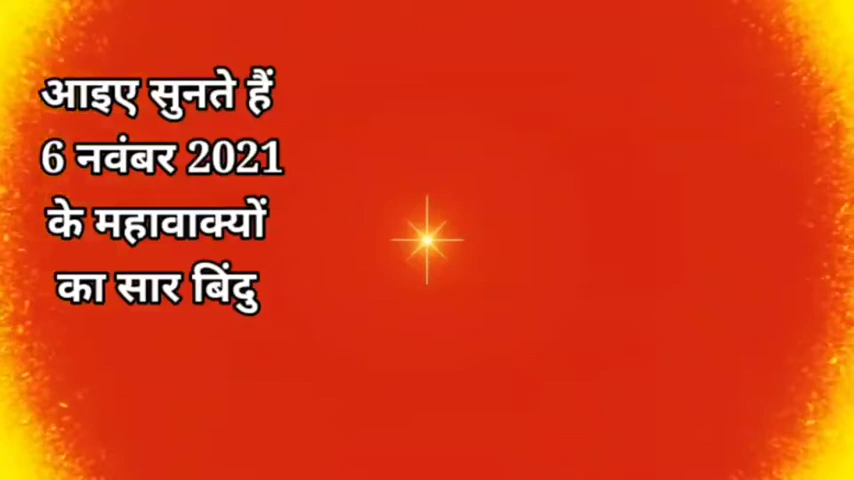 आइए सुनते हैं
6 नवंबर 2021
के महावाक्यों
का सार बिंदु